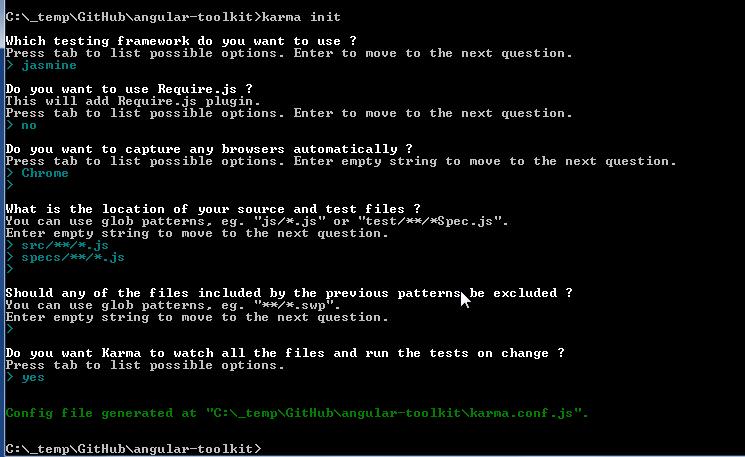 C:\_temp\GitHub\angular-toolkit>karma init
Which testing framework do you want to use ?
Press tab to list possible options. Enter to move to the next question.
> jasmine
Do you want to use Require.js ?
This will add Require.js plugin.
Press tab to list possible options. Enter to move to the next question.
> no
Do you want to capture any browsers automatically ?
Press tab to list possible options. Enter empty string to move to the next question.
> Chrome
>
What is the location of your source and test files ?
You can use glob patterns, eg. "js/*.js" or "test/**/*Spec.js".
Enter empty string to move to the next question.
> src/**/*.js
> specs/**/*.js
>
Should any of the files included by the previous patterns be excluded ?
You can use glob patterns, eg. "**/*.swp".
Enter empty string to move to the next question.
>
Do you want Karma to watch all the files and run the tests on change ?
Press tab to list possible options.
> yes
Config file generated at "C:\_temp\GitHub\angular-toolkit\karma.conf.js".
C:\_temp\GitHub\angular-toolkit>